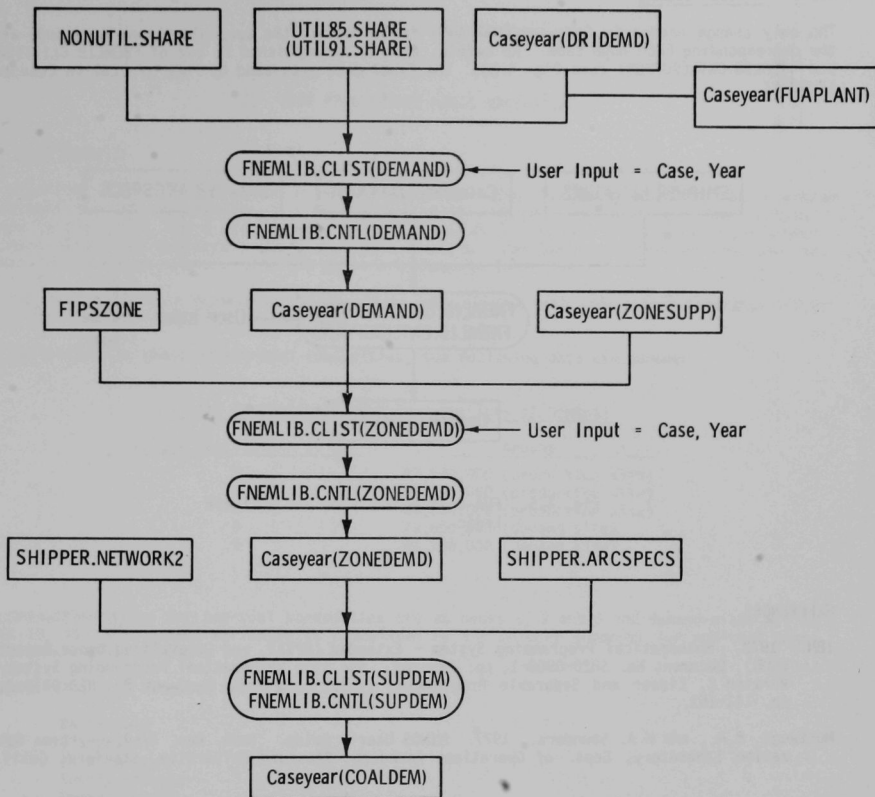 NONUTIL.SHARE
UTIL85.SHARE
(UTIL91.SHARE)
Caseyear(DRIDEMD)
Caseyear(FUAPLANT)
FNEMLIB.CLIST(DEMAND)
User Input = Case, Year
FNEMLIB.CNTL(DEMAND)
FIPSZONE
Caseyear(DEMAND)
Caseyear(ZONESUPP)
FNEMLIB.CLIST(ZONEDEMD)
User Input = Case, Year
FNEMLIB.CNTL(ZONEDEMD)
SHIPPER.NETWORK2
Caseyear(ZONEDEMD)
SHIPPER.ARCSPECS
FNEMLIB.CLIST(SUPDEM)
FNEMLIB.CNTL(SUPDEM)
Caseyear(COALDEM)